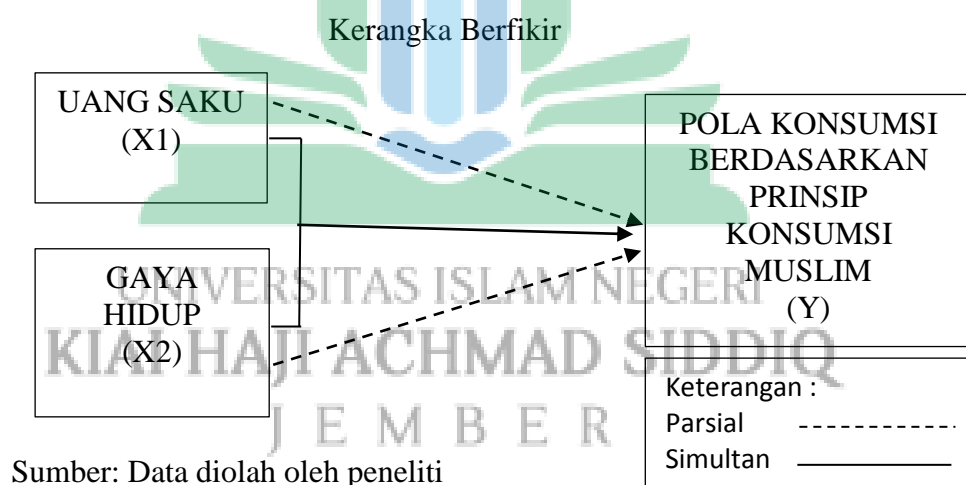 Kerangka Berfikir
UANG SAKU
(X1)
GAYA
HIDUP
(X2)
POLA KONSUMSI
BERDASARKAN
PRINSIP
KONSUMSI
MUSLIM
(Y)
UNIVERSITAS ISLAM NEGERI
KIAI HAJI ACHMAD SIDDIQ
JEMBER
Keterangan :
Parsial
Simultan
Sumber: Data diolah oleh peneliti